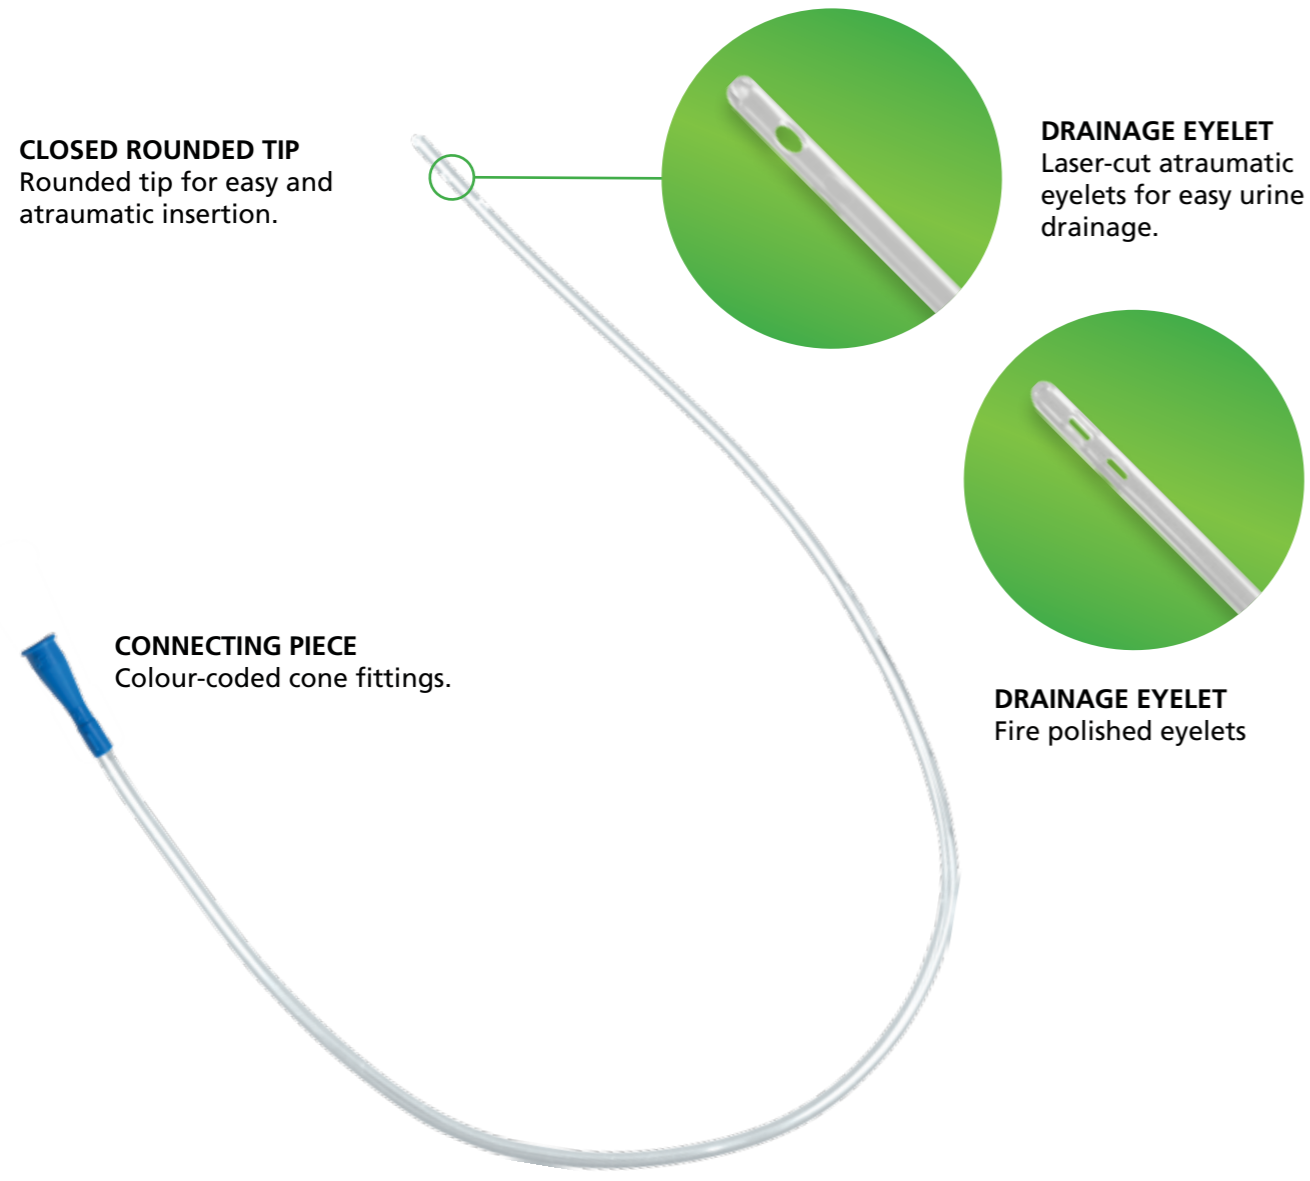 CLOSED ROUNDED TIP
Rounded tip for easy and
atraumatic insertion.
DRAINAGE EYELET
Laser-cut atraumatic
eyelets for easy urine
drainage.
CONNECTING PIECE
Colour-coded cone fittings.
DRAINAGE EYELET
Fire polished eyelets